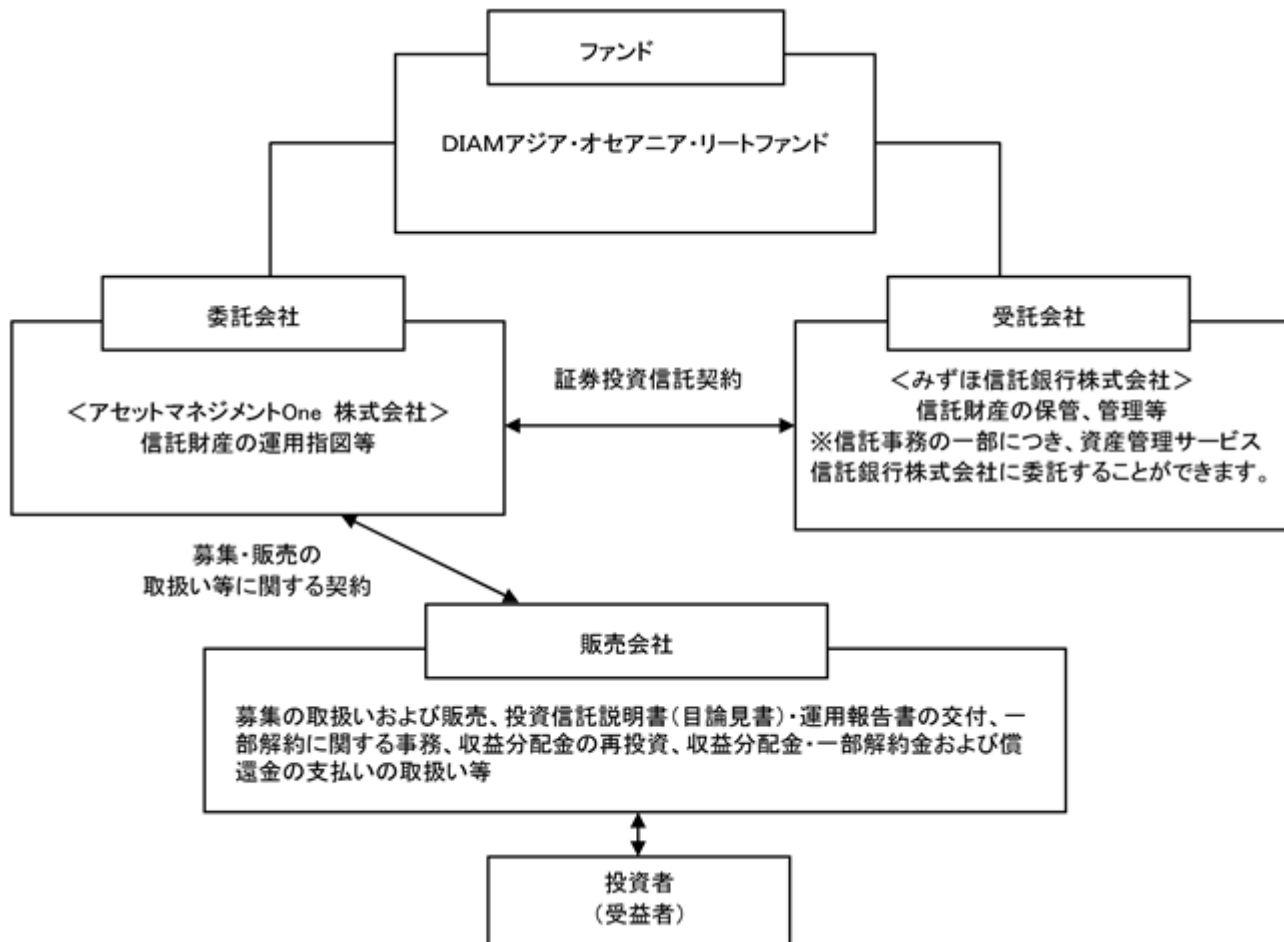 ファンド
DIAMアジア・オセアニア・リートファンド
委託会社
<アセットマネジメントOne 株式会社>
信託財産の運用指図等
証券投資信託契約
受託会社
<みずほ信託銀行株式会社>
信託財産の保管、管理等
※信託事務の一部につき、資産管理サービス
信託銀行株式会社に委託することができます。
募集・販売の
取扱い等に関する契約
販売会社
募集の取扱いおよび販売、投資信託説明書(目論見書)・運用報告書の交付、一
部解約に関する事務、収益分配金の再投資、収益分配金・一部解約金および償
還金の支払いの取扱い等
投資者
(受益者)